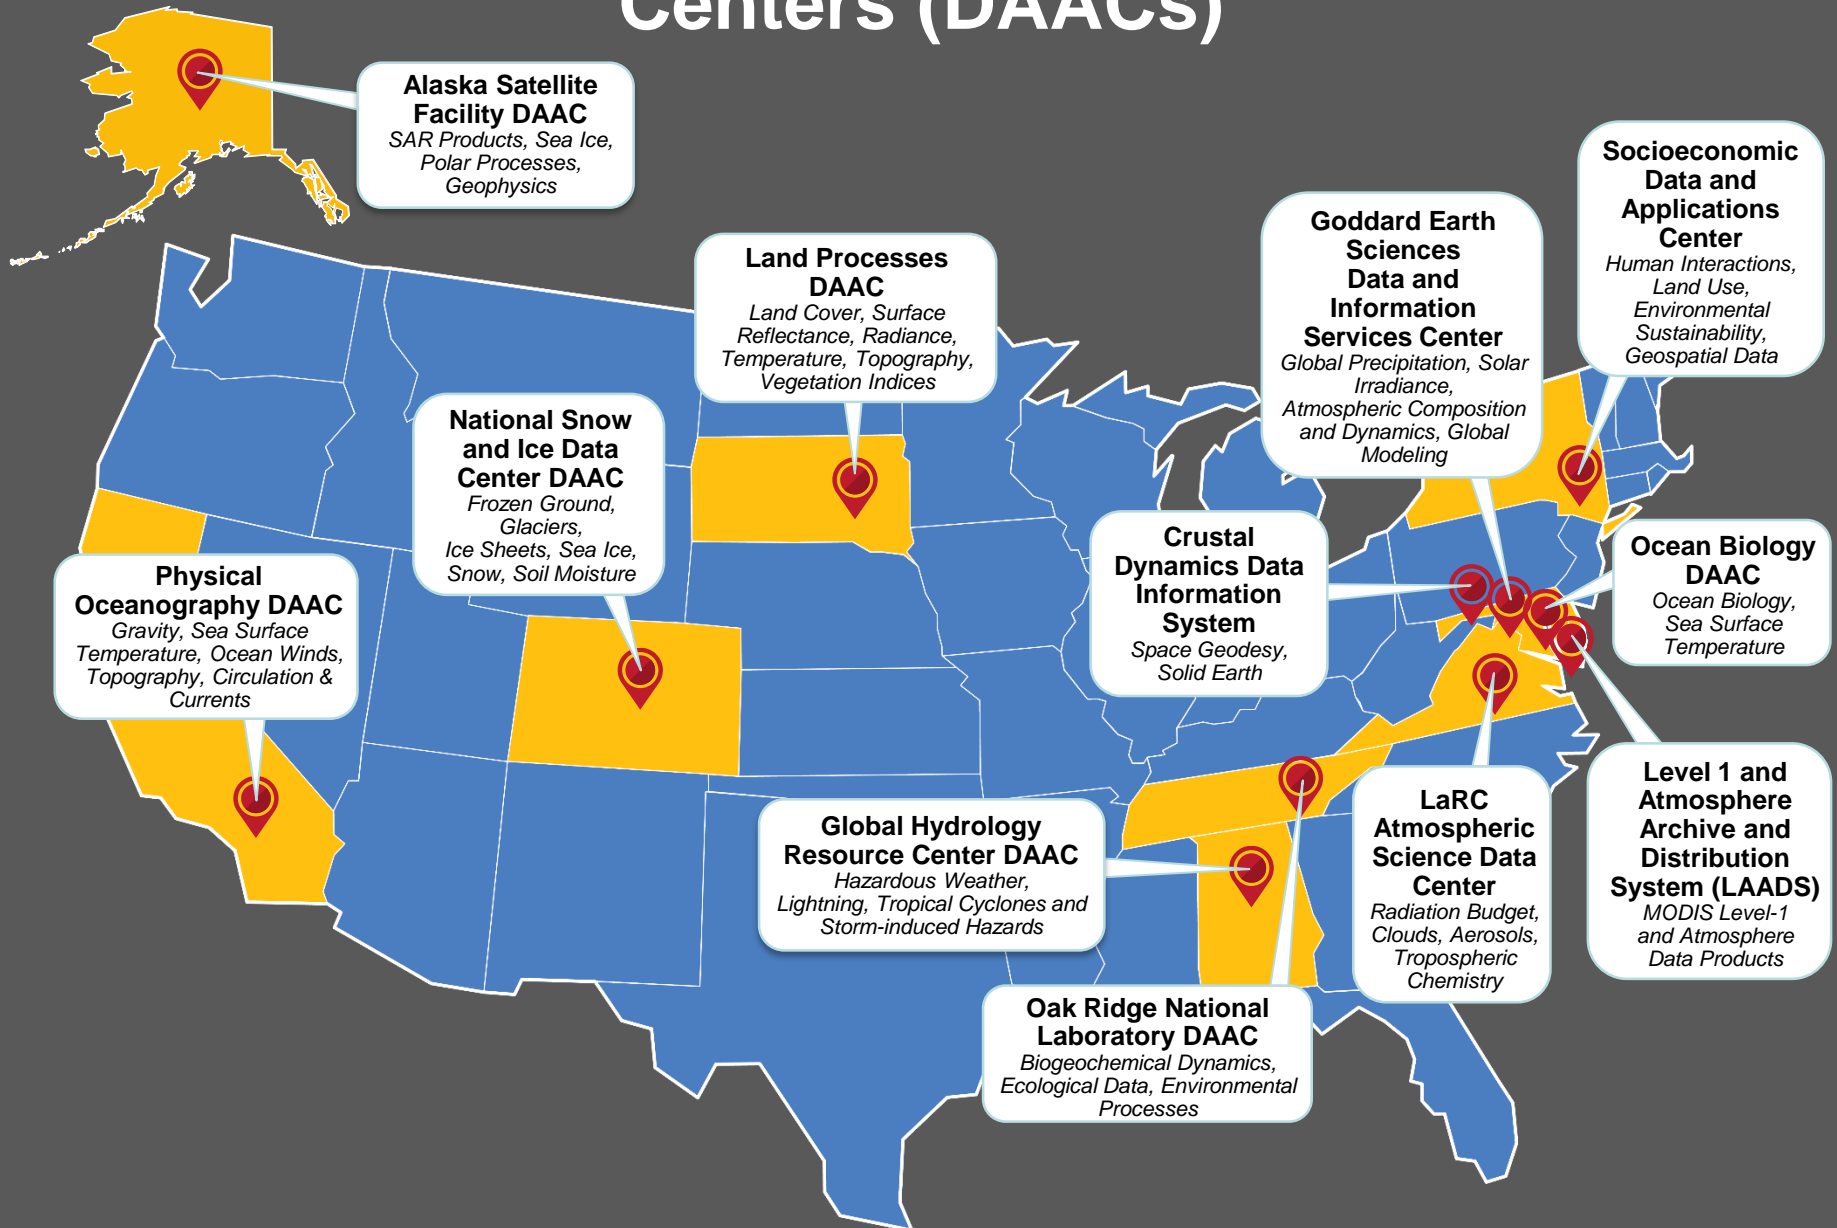 Centers (DAACs)
Alaska Satellite
Facility DAAC
SAR Products, Sea Ice,
Polar Processes,
Geophysics
Socioeconomic
Data and
Applications
Center
Human Interactions,
Land Use,
Environmental
Sustainability,
Geospatial Data
Goddard Earth
Sciences
Data and
Information
Services Center
Global Precipitation, Solar
Irradiance,
Atmospheric Composition
and Dynamics, Global
Modeling
Land Processes
DAAC
Land Cover, Surface
Reflectance, Radiance,
Temperature, Topography,
Vegetation Indices
National Snow
and Ice Data
Center DAAC
Frozen Ground,
Glaciers,
Ice Sheets, Sea Ice,
Snow, Soil Moisture
Crustal
Dynamics Data
Information
System
Space Geodesy,
Solid Earth
Ocean Biology
DAAC
Ocean Biology,
Sea Surface
Temperature
Physical
Oceanography DAAC
Gravity, Sea Surface
Temperature, Ocean Winds,
Topography, Circulation &
Currents
Level 1 and
Atmosphere
Archive and
Distribution
System (LAADS)
MODIS Level-1
and Atmosphere
Data Products
LaRC
Atmospheric
Science Data
Center
Radiation Budget,
Clouds, Aerosols,
Tropospheric
Chemistry
Global Hydrology
Resource Center DAAC
Hazardous Weather,
Lightning, Tropical Cyclones and
Storm-induced Hazards
Oak Ridge National
Laboratory DAAC
Biogeochemical Dynamics,
Ecological Data, Environmental
Processes